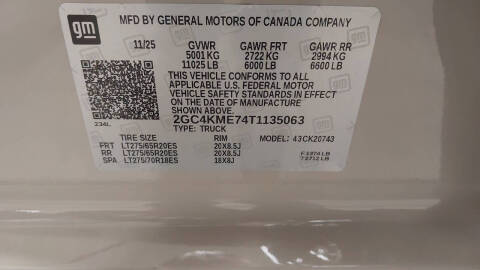 gm
MFD BY GENERAL MOTORS OF CANADA COMPANY
11/25 GVWR GAWR FRT GAWR RR
5001 KG 2722 KG 2994 KG
11025 LB 6000 LB 6600 LB
THIS VEHICLE CONFORMS TO ALL
APPLICABLE U.S. FEDERAL MOTOR
VEHICLE SAFETY STANDARDS IN EFFECT
ON THE DATE OF MANUFACTURE
SHOWN ABOVE.
2GC4KME74T1135063
TYPE: TRUCK MODEL: 43CK20743
234L
TIRE SIZE RIM
FRT LT275/65R20ES 20X8.5J
RR LT275/65R20ES 20X8.5J
SPA LT275/70R18ES 18X8J